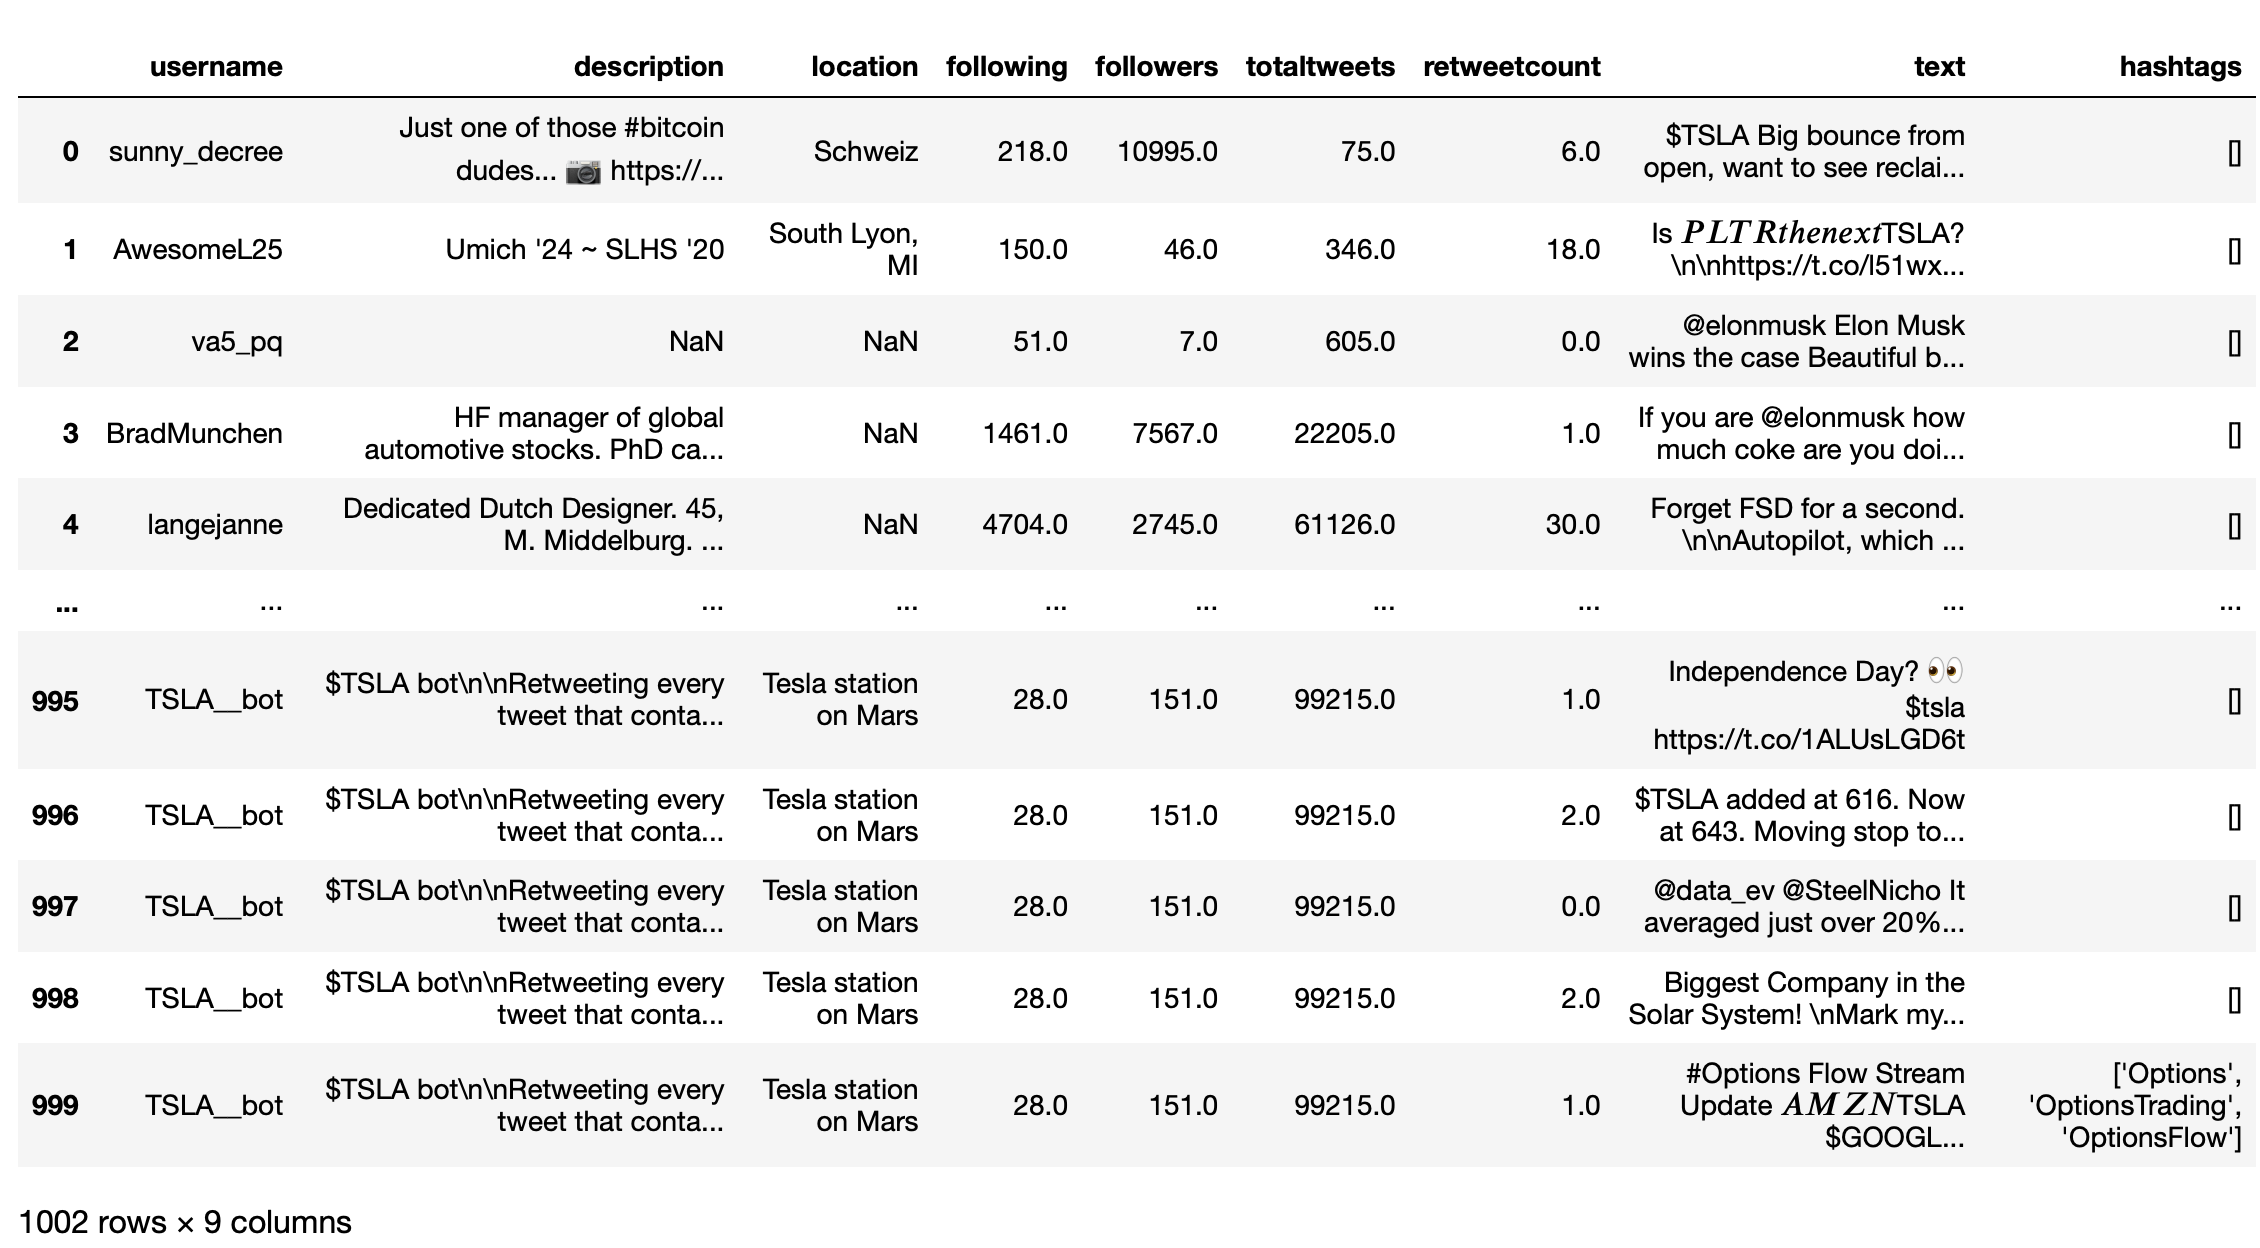 username description location following followers totaltweets retweetcount text hashtags
0 sunny_decree Just one of those #bitcoin dudes... 📷 https://... Schweiz 218.0 10995.0 75.0 6.0 $TSLA Big bounce from open, want to see reclai... []
1 AwesomeL25 Umich '24 ~ SLHS '20 South Lyon, MI 150.0 46.0 346.0 18.0 Is PLTRthenextTSLA? \n\nhttps://t.co/l51wx... []
2 va5_pq NaN NaN 51.0 7.0 605.0 0.0 @elonmusk Elon Musk wins the case Beautiful b... []
3 BradMunchen HF manager of global automotive stocks. PhD ca... NaN 1461.0 7567.0 22205.0 1.0 If you are @elonmusk how much coke are you doi... []
4 langejanne Dedicated Dutch Designer. 45, M. Middelburg. ... NaN 4704.0 2745.0 61126.0 30.0 Forget FSD for a second. \n\nAutopilot, which ... []
... ... ... ... ... ... ... ... ... ...
995 TSLA__bot $TSLA bot\n\nRetweeting every tweet that conta... Tesla station on Mars 28.0 151.0 99215.0 1.0 Independence Day? 👀 $tsla https://t.co/1ALUsLGD6t []
996 TSLA__bot $TSLA bot\n\nRetweeting every tweet that conta... Tesla station on Mars 28.0 151.0 99215.0 2.0 $TSLA added at 616. Now at 643. Moving stop to... []
997 TSLA__bot $TSLA bot\n\nRetweeting every tweet that conta... Tesla station on Mars 28.0 151.0 99215.0 0.0 @data_ev @SteelNicho It averaged just over 20%... []
998 TSLA__bot $TSLA bot\n\nRetweeting every tweet that conta... Tesla station on Mars 28.0 151.0 99215.0 2.0 Biggest Company in the Solar System! \nMark my... []
999 TSLA__bot $TSLA bot\n\nRetweeting every tweet that conta... Tesla station on Mars 28.0 151.0 99215.0 1.0 #Options Flow Stream Update AMZNTSLA $GOOGL... ['Options', 'OptionsTrading', 'OptionsFlow']
1002 rows × 9 columns